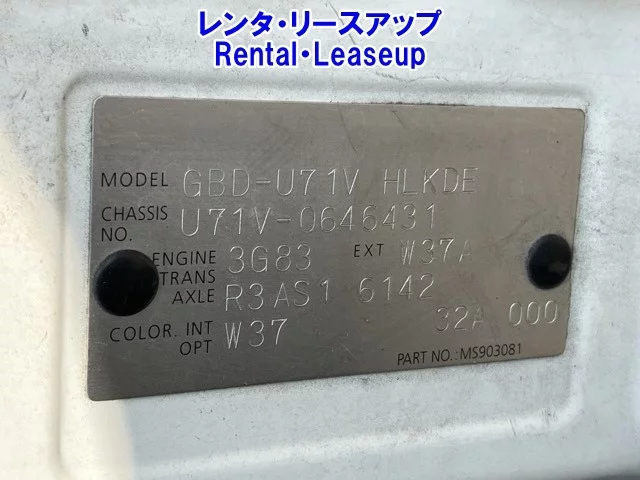 レンタ・リースアップ
Rental・Leaseup
MODEL GBD-U71V HLKDE
CHASSIS NO. U71V-0646431
ENGINE 3G83 EXT W37A
TRANS AXLE R3AS1 6142
COLOR. INT OPT W37 32A 000
PART NO.:MS903081